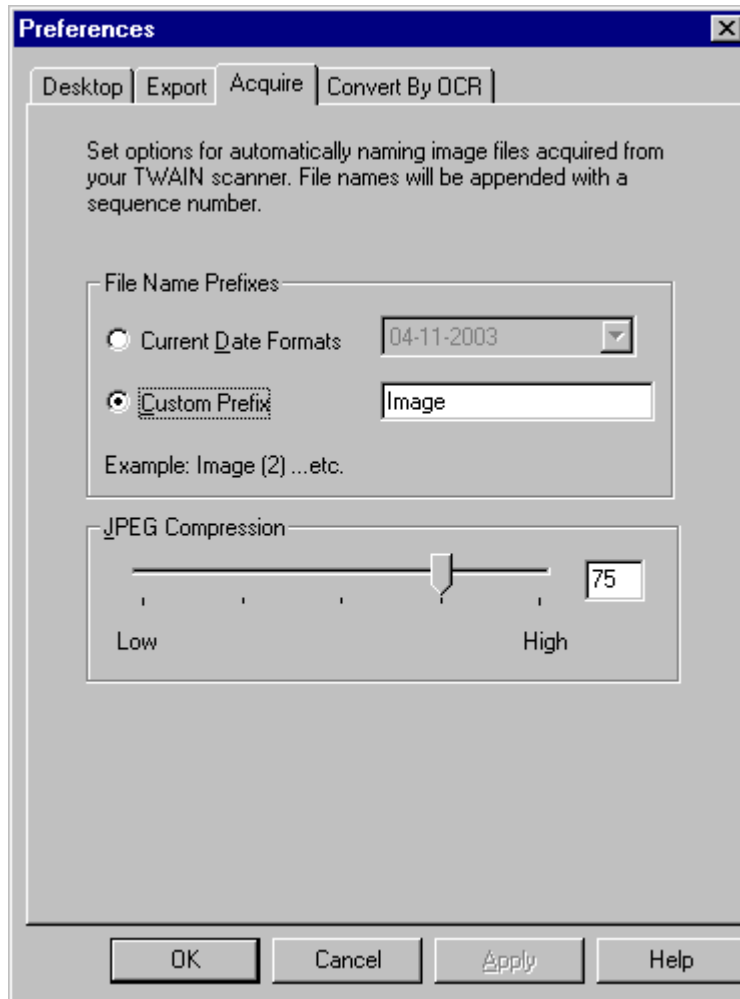 Preferences
Desktop Export Acquire Convert By OCR
Set options for automatically naming image files acquired from
your TWAIN scanner. File names will be appended with a
sequence number.
File Name Prefixes
Current Date Formats 04-11-2003
Custom Prefix Image
Example: Image (2) ...etc.
JPEG Compression
75
Low High
OK Cancel Apply Help